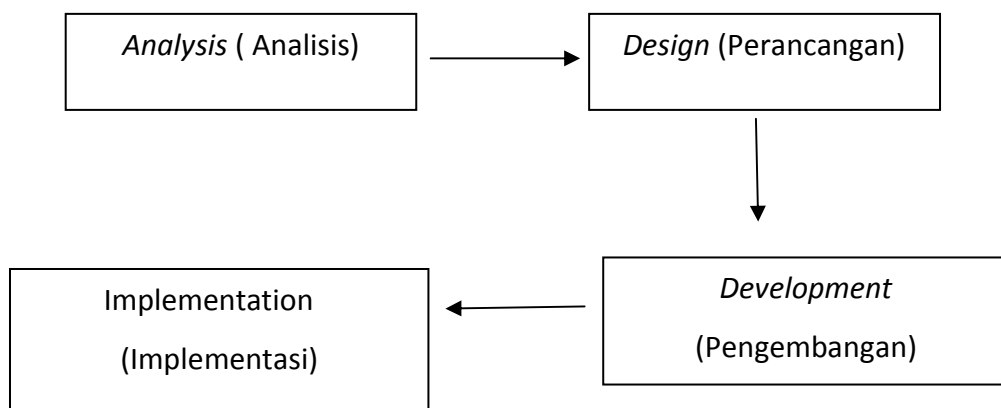 Analysis ( Analisis)
Design (Perancangan)
Development
(Pengembangan)
Implementation
(Implementasi)